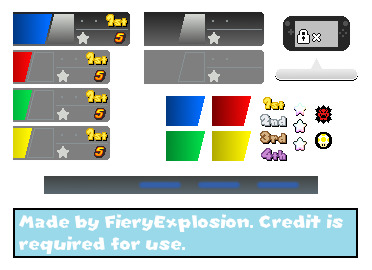 1st
5
1st
5
1st
5
1st
5
x
1st
2nd
3rd
4th
Made by FieryExplosion. Credit is
required for use.